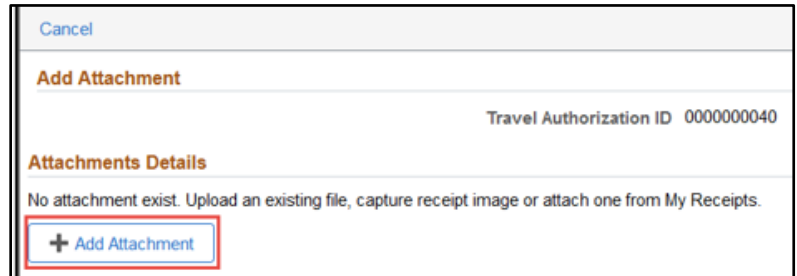 Cancel
Add Attachment
Travel Authorization ID 0000000040
Attachments Details
No attachment exist. Upload an existing file, capture receipt image or attach one from My Receipts.
+ Add Attachment